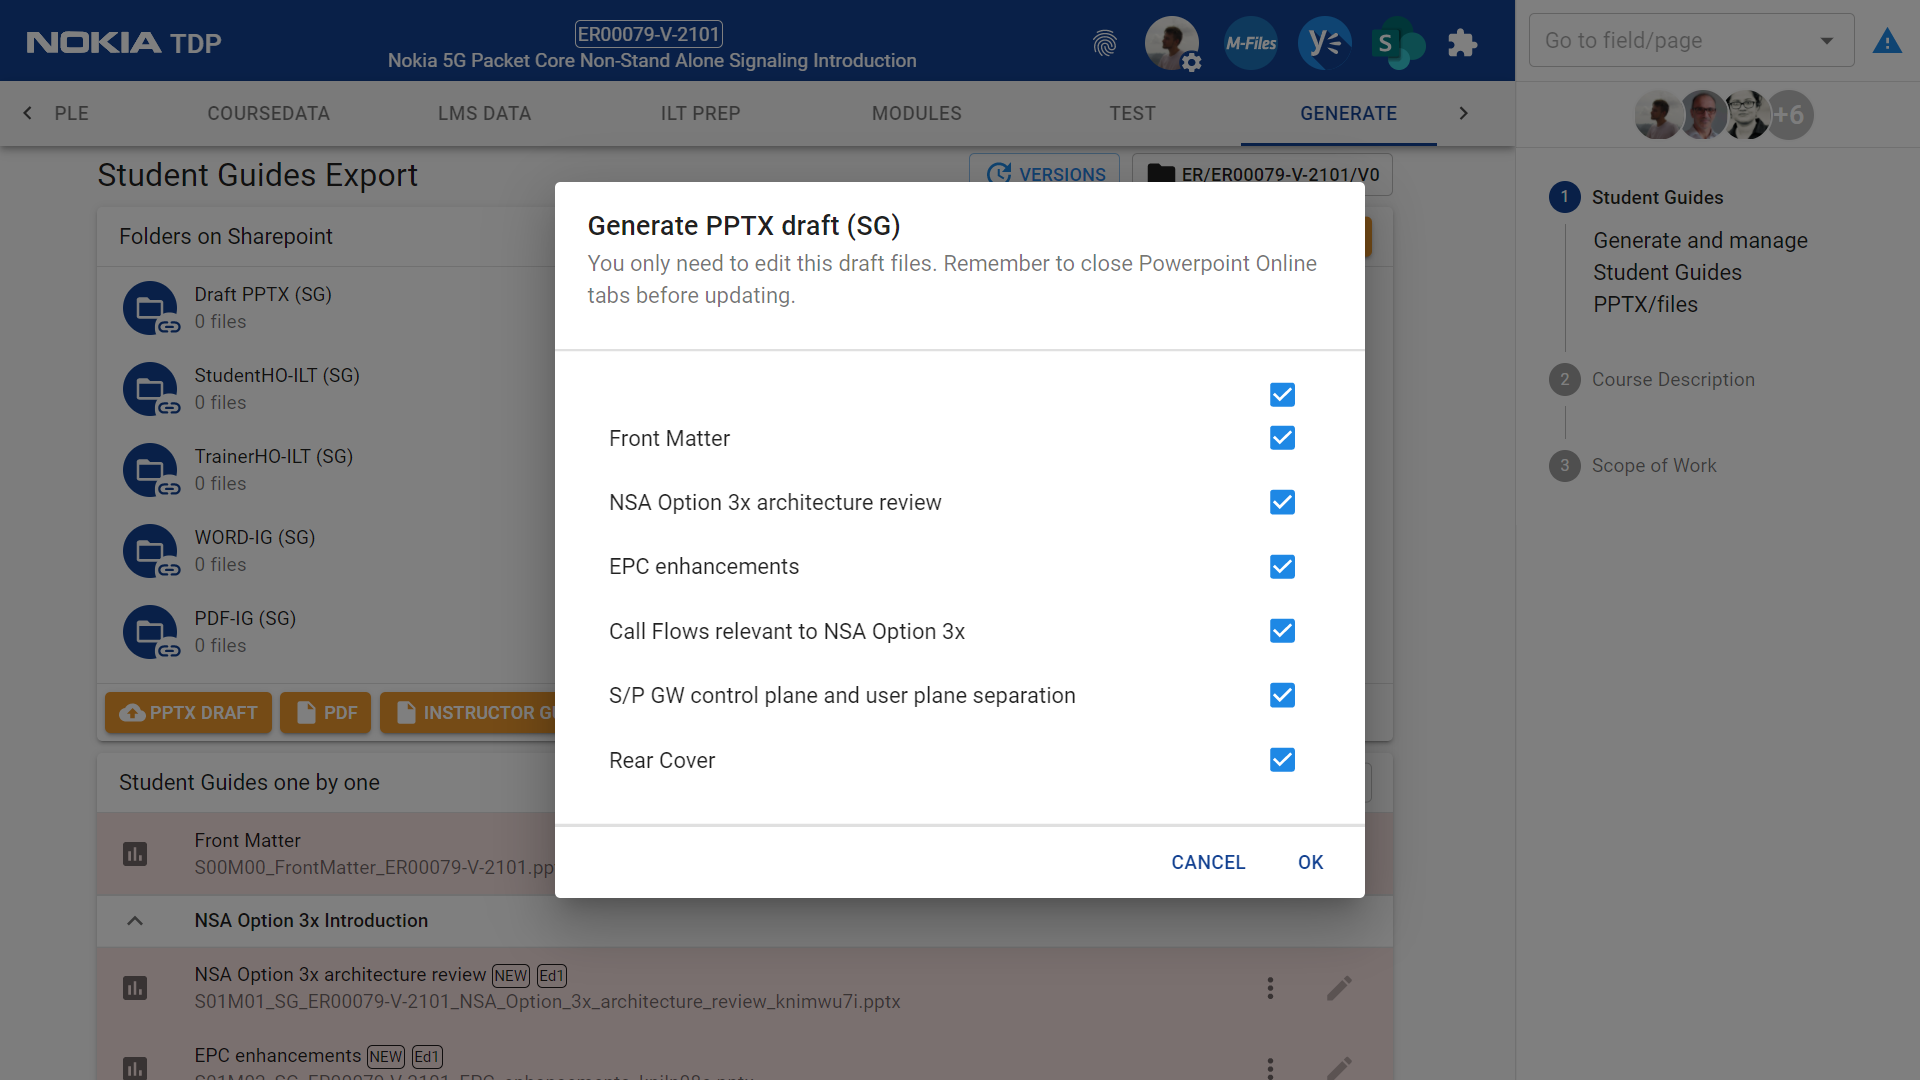 NOKIA TDP
ER00079-V-2101
Nokia 5G Packet Core Non-Stand Alone Signaling Introduction
M-Files
y
S
Go to field/page
PLE
COURSEDATA
LMS DATA
ILT PREP
MODULES
TEST
GENERATE
+6
Student Guides Export
VERSIONS
ER/ER00079-V-2101/V0
Folders on Sharepoint
Draft PPTX (SG)
0 files
StudentHO-ILT (SG)
0 files
TrainerHO-ILT (SG)
0 files
WORD-IG (SG)
0 files
PDF-IG (SG)
0 files
PPTX DRAFT
PDF
INSTRUCTOR
Student Guides one by one
Front Matter
S00M00_FrontMatter_ER00079-V-2101.pp
NSA Option 3x Introduction
NSA Option 3x architecture review NEW Ed1
S01M01_SG_ER00079-V-2101_NSA_Option_3x_architecture_review_knimwu7i.pptx
EPC enhancements NEW Ed1
Generate PPTX draft (SG)
You only need to edit this draft files. Remember to close Powerpoint Online
tabs before updating.
Front Matter
NSA Option 3x architecture review
EPC enhancements
Call Flows relevant to NSA Option 3x
S/P GW control plane and user plane separation
Rear Cover
CANCEL
OK
1 Student Guides
Generate and manage
Student Guides
PPTX/files
2 Course Description
3 Scope of Work